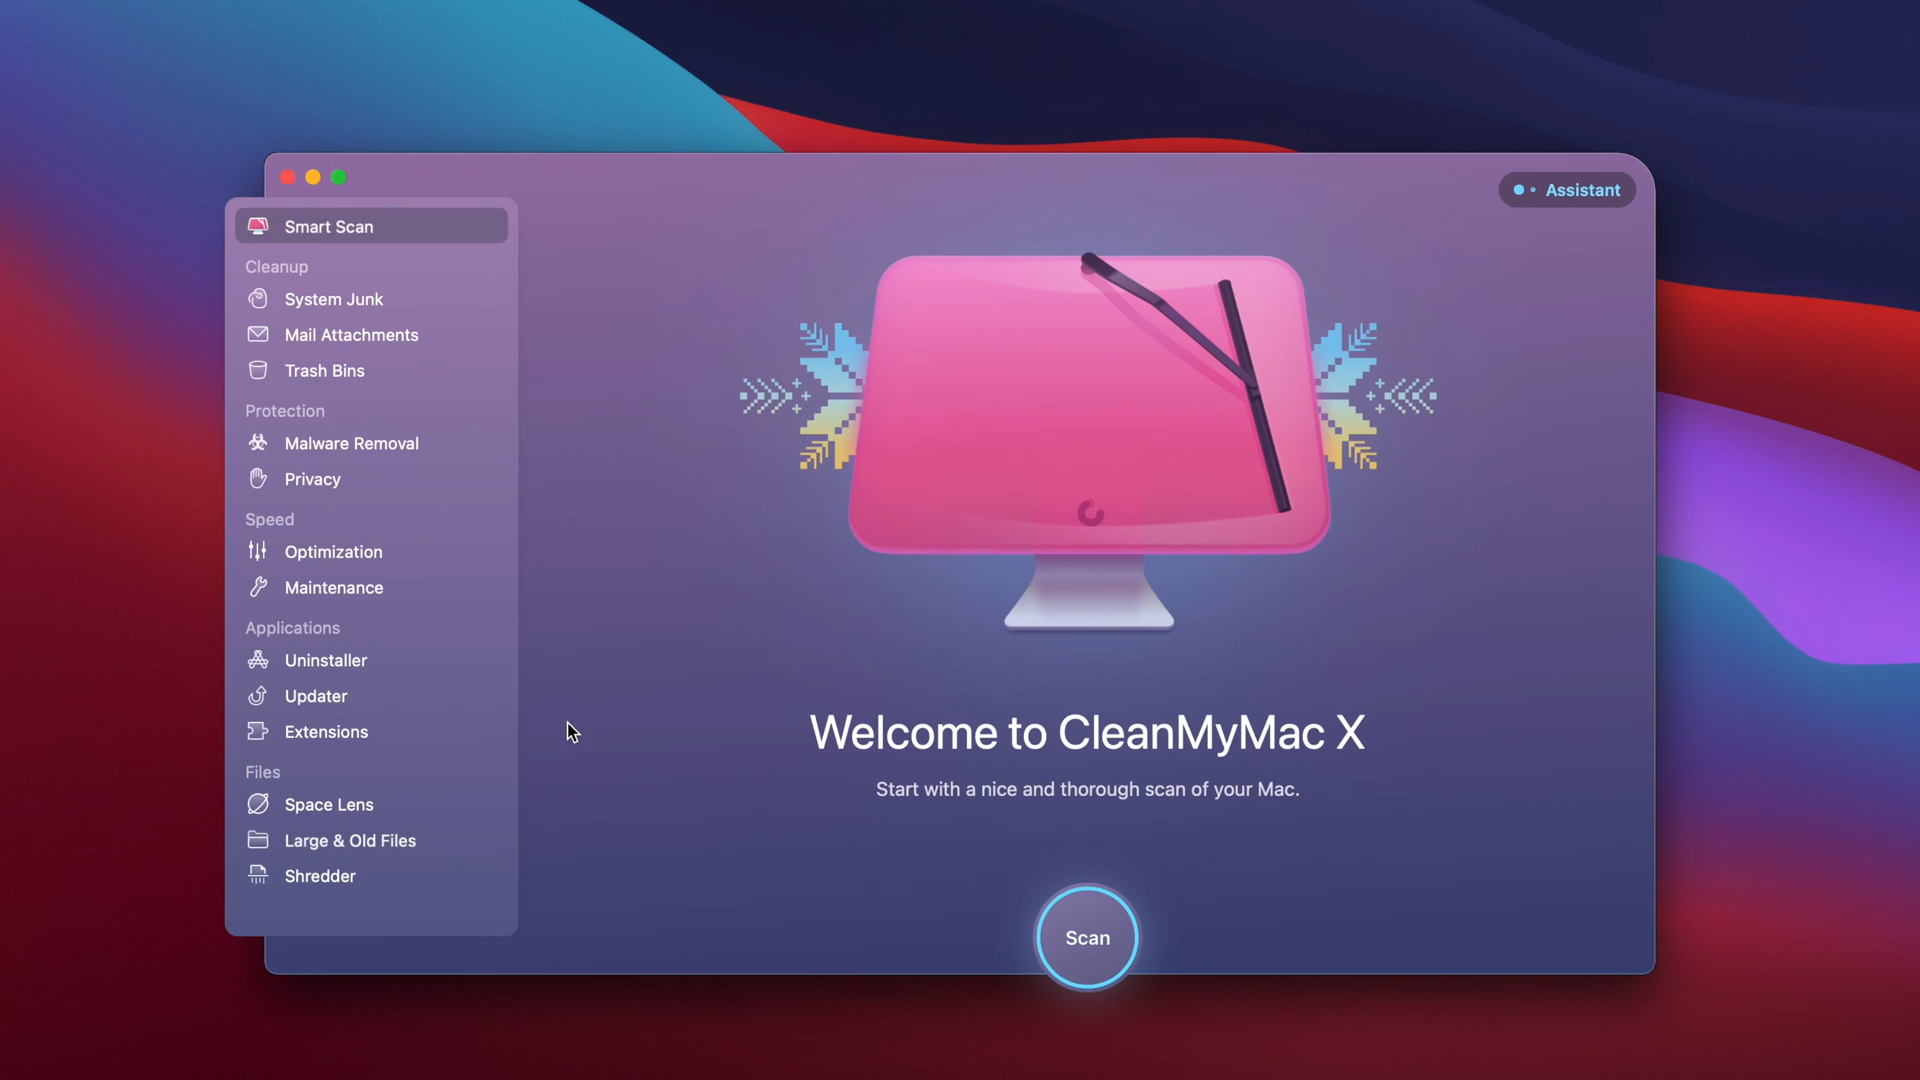 Assistant
Smart Scan
Cleanup
System Junk
Mail Attachments
Trash Bins
Protection
Malware Removal
Privacy
Speed
Optimization
Maintenance
Applications
Uninstaller
Updater
Extensions
Files
Space Lens
Large & Old Files
Shredder
Welcome to CleanMyMac X
Start with a nice and thorough scan of your Mac.
Scan